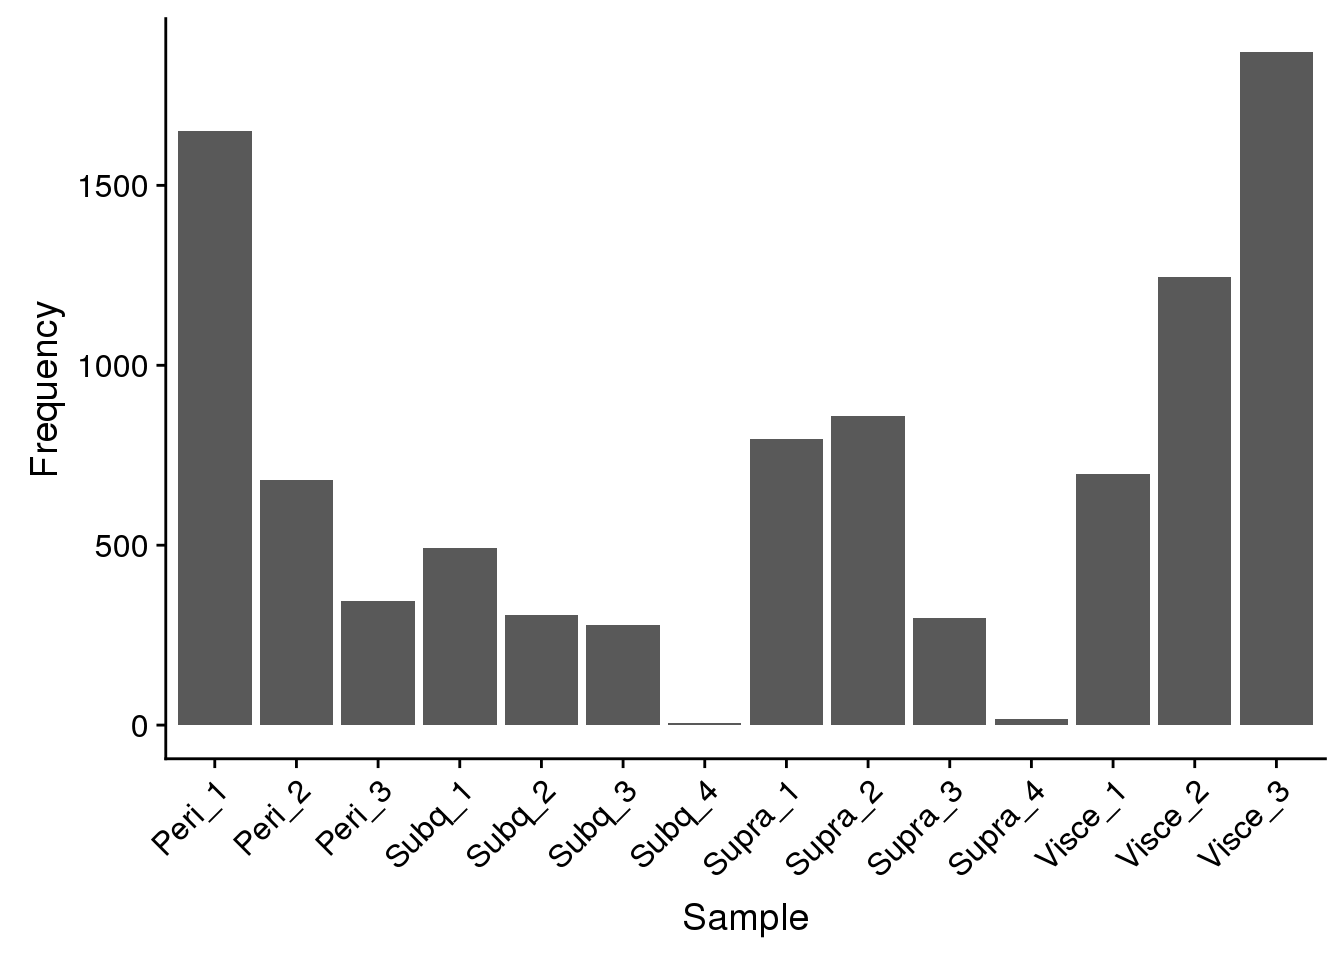 Frequency
1500
1000
500
0
Peri_1
Peri_2
Peri_3
Subq_1
Subq_2
Subq_3
Subq_4
Supra_1
Supra_2
Supra_3
Supra_4
Visce_1
Visce_2
Visce_3
Sample